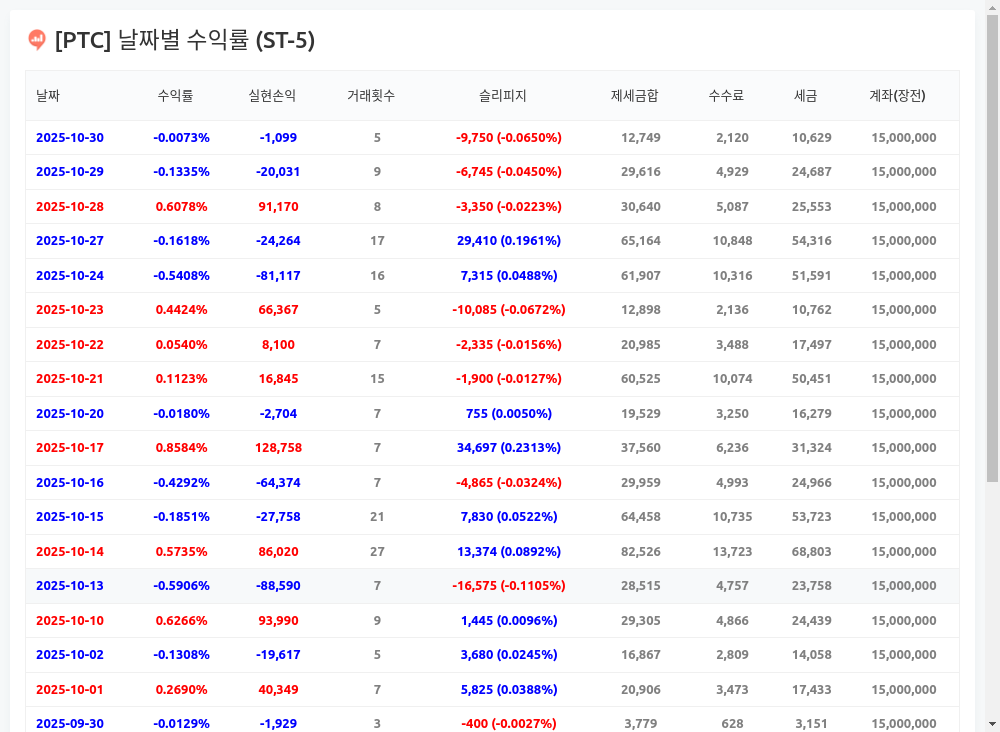 [PTC] 날짜별 수익률 (ST-5)
날짜 수익률 실현손익 거래횟수 슬리피지 제세금합 수수료 세금 계좌(장전)
2025-10-30 -0.0073% -1,099 5 -9,750 (-0.0650%) 12,749 2,120 10,629 15,000,000
2025-10-29 -0.1335% -20,031 9 -6,745 (-0.0450%) 29,616 4,929 24,687 15,000,000
2025-10-28 0.6078% 91,170 8 -3,350 (-0.0223%) 30,640 5,087 25,553 15,000,000
2025-10-27 -0.1618% -24,264 17 29,410 (0.1961%) 65,164 10,848 54,316 15,000,000
2025-10-24 -0.5408% -81,117 16 7,315 (0.0488%) 61,907 10,316 51,591 15,000,000
2025-10-23 0.4424% 66,367 5 -10,085 (-0.0672%) 12,898 2,136 10,762 15,000,000
2025-10-22 0.0540% 8,100 7 -2,335 (-0.0156%) 20,985 3,488 17,497 15,000,000
2025-10-21 0.1123% 16,845 15 -1,900 (-0.0127%) 60,525 10,074 50,451 15,000,000
2025-10-20 -0.0180% -2,704 7 755 (0.0050%) 19,529 3,250 16,279 15,000,000
2025-10-17 0.8584% 128,758 7 34,697 (0.2313%) 37,560 6,236 31,324 15,000,000
2025-10-16 -0.4292% -64,374 7 -4,865 (-0.0324%) 29,959 4,993 24,966 15,000,000
2025-10-15 -0.1851% -27,758 21 7,830 (0.0522%) 64,458 10,735 53,723 15,000,000
2025-10-14 0.5735% 86,020 27 13,374 (0.0892%) 82,526 13,723 68,803 15,000,000
2025-10-13 -0.5906% -88,590 7 -16,575 (-0.1105%) 28,515 4,757 23,758 15,000,000
2025-10-10 0.6266% 93,990 9 1,445 (0.0096%) 29,305 4,866 24,439 15,000,000
2025-10-02 -0.1308% -19,617 5 3,680 (0.0245%) 16,867 2,809 14,058 15,000,000
2025-10-01 0.2690% 40,349 7 5,825 (0.0388%) 20,906 3,473 17,433 15,000,000
2025-09-30 -0.0129% -1,929 3 -400 (-0.0027%) 3,779 628 3,151 15,000,000